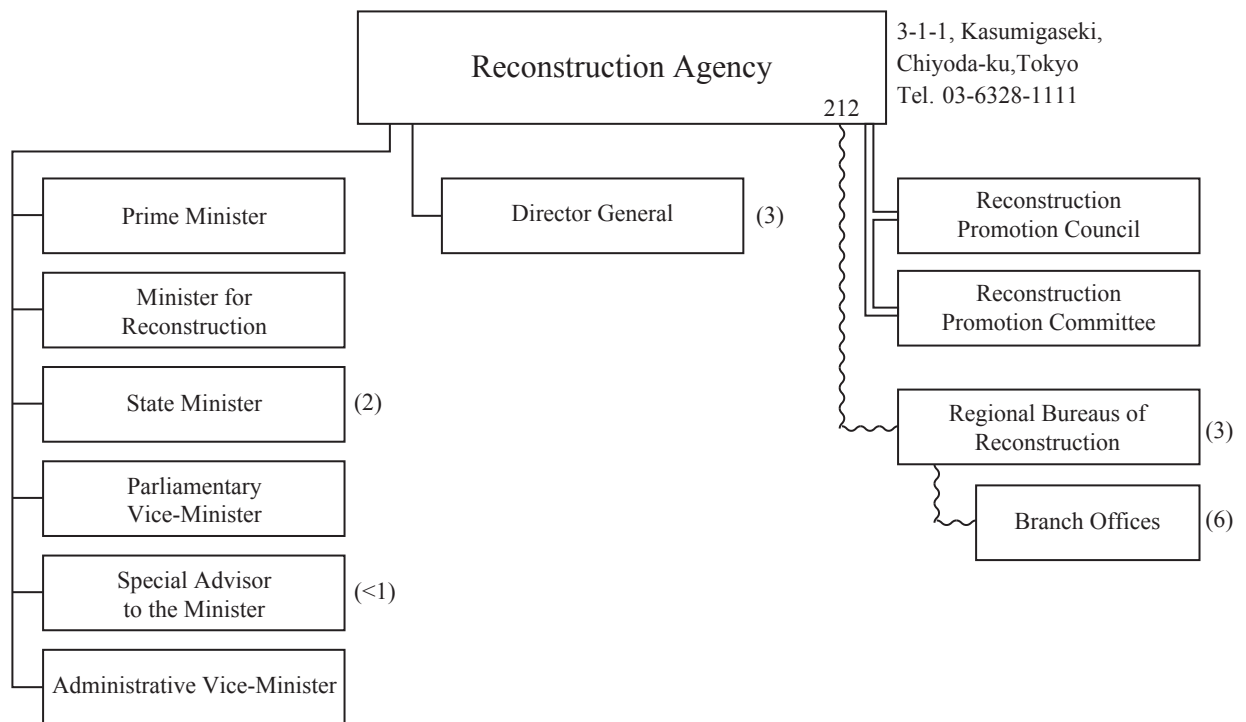 Reconstruction Agency
212
3-1-1, Kasumigaseki,
Chiyoda-ku,Tokyo
Tel. 03-6328-1111
Prime Minister
Minister for
Reconstruction
State Minister
(2)
Parliamentary
Vice-Minister
Special Advisor
to the Minister
(<1)
Administrative Vice-Minister
Director General
(3)
Reconstruction
Promotion Council
Reconstruction
Promotion Committee
Regional Bureaus of
Reconstruction
(3)
Branch Offices
(6)